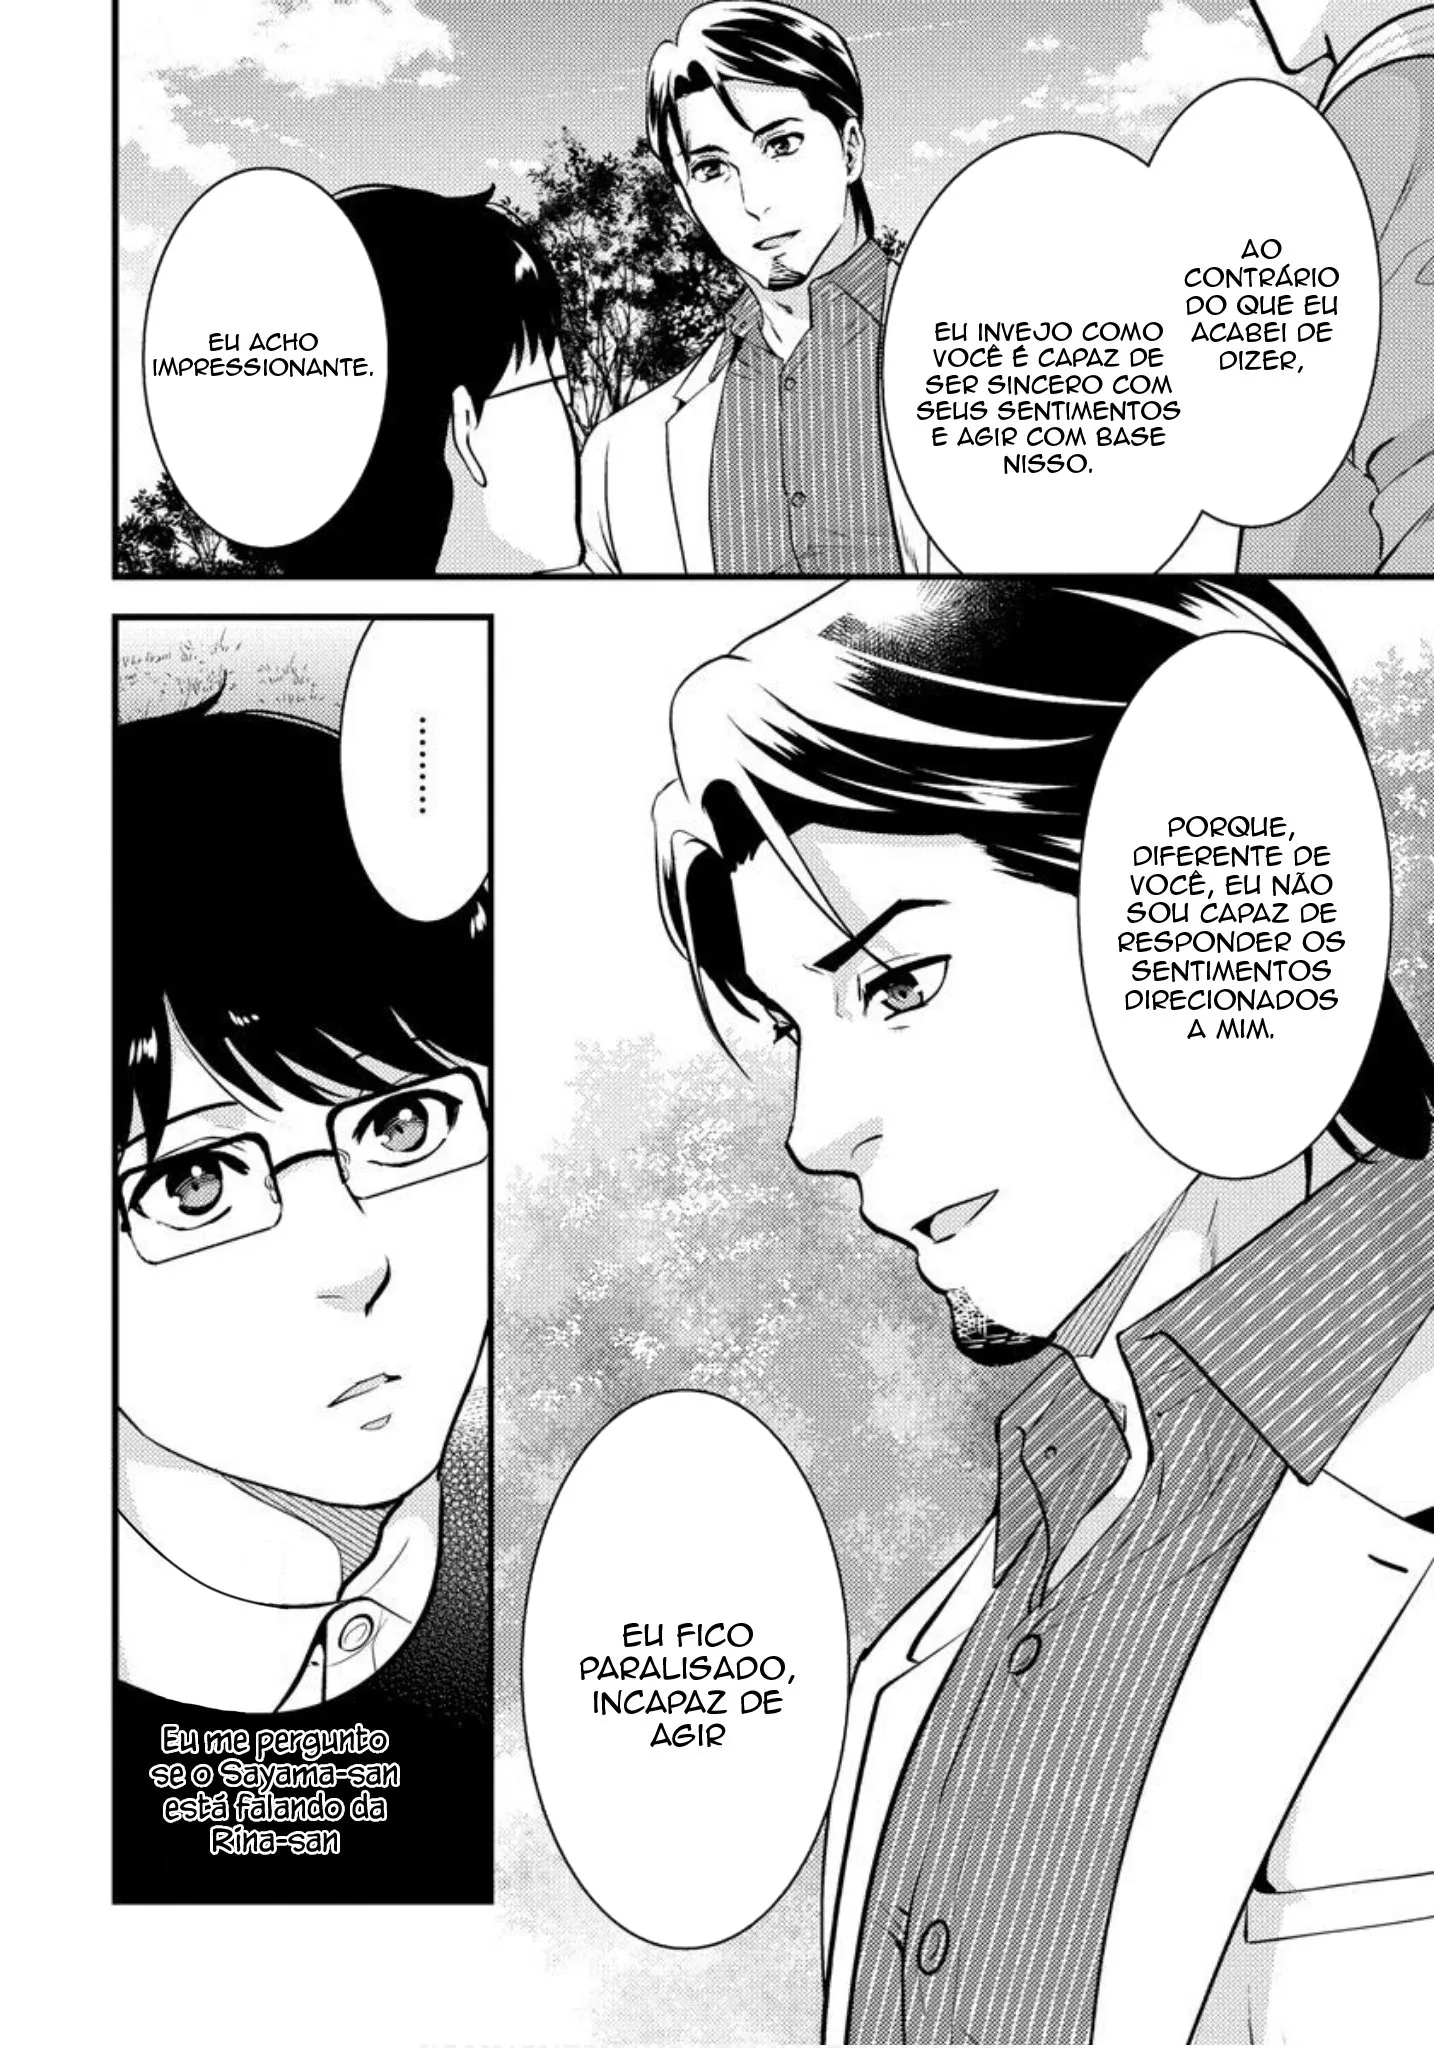 AO
CONTRÁRIO
DO QUE EU
ACABEI DE
DIZER,
EU INVEJO COMO
VOCÊ É CAPAZ DE
SER SINCERO COM
SEUS SENTIMENTOS
E AGIR COM BASE
NISSO.
EU ACHO
IMPRESSIONANTE.
PORQUE,
DIFERENTE DE
VOCÊ, EU NÃO
SOU CAPAZ DE
RESPONDER OS
SENTIMENTOS
DIRECIONADOS
A MIM.
EU FICO
PARALISADO,
INCAPAZ DE
AGIR
.........
Eu me pergunto
se o Sayama-san
está falando da
Rina-san